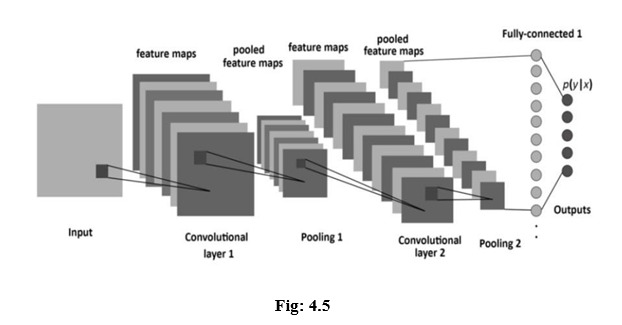 Fully-connected 1
feature maps
pooled
feature maps
feature maps
pooled
feature maps
p(y|x)
Input
Convolutional
layer 1
Pooling 1
Convolutional
layer 2
Pooling 2
Outputs
Fig: 4.5